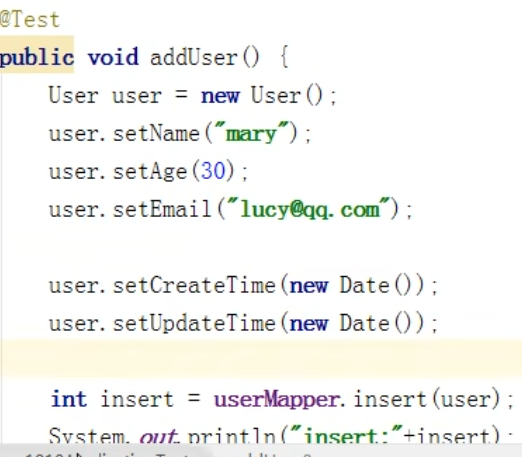 @Test
public void addUser() {
User user = new User();
user.setName("mary");
user.setAge(30);
user.setEmail("lucy@qq.com");
user.setCreateTime(new Date());
user.setUpdateTime(new Date());
int insert = userMapper.insert(user);
System.out.println("insert:"+insert);